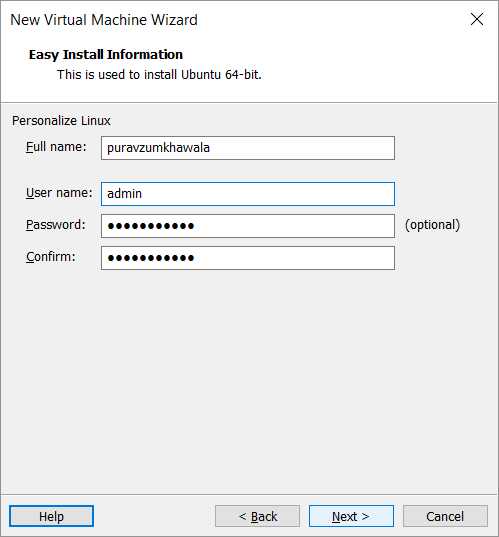 New Virtual Machine Wizard
Easy Install Information
This is used to install Ubuntu 64-bit.
Personalize Linux
Full name: puravzumkhawala
User name: admin
Password: ●●●●●●●●●●● (optional)
Confirm: ●●●●●●●●●●●
Help < Back Next > Cancel